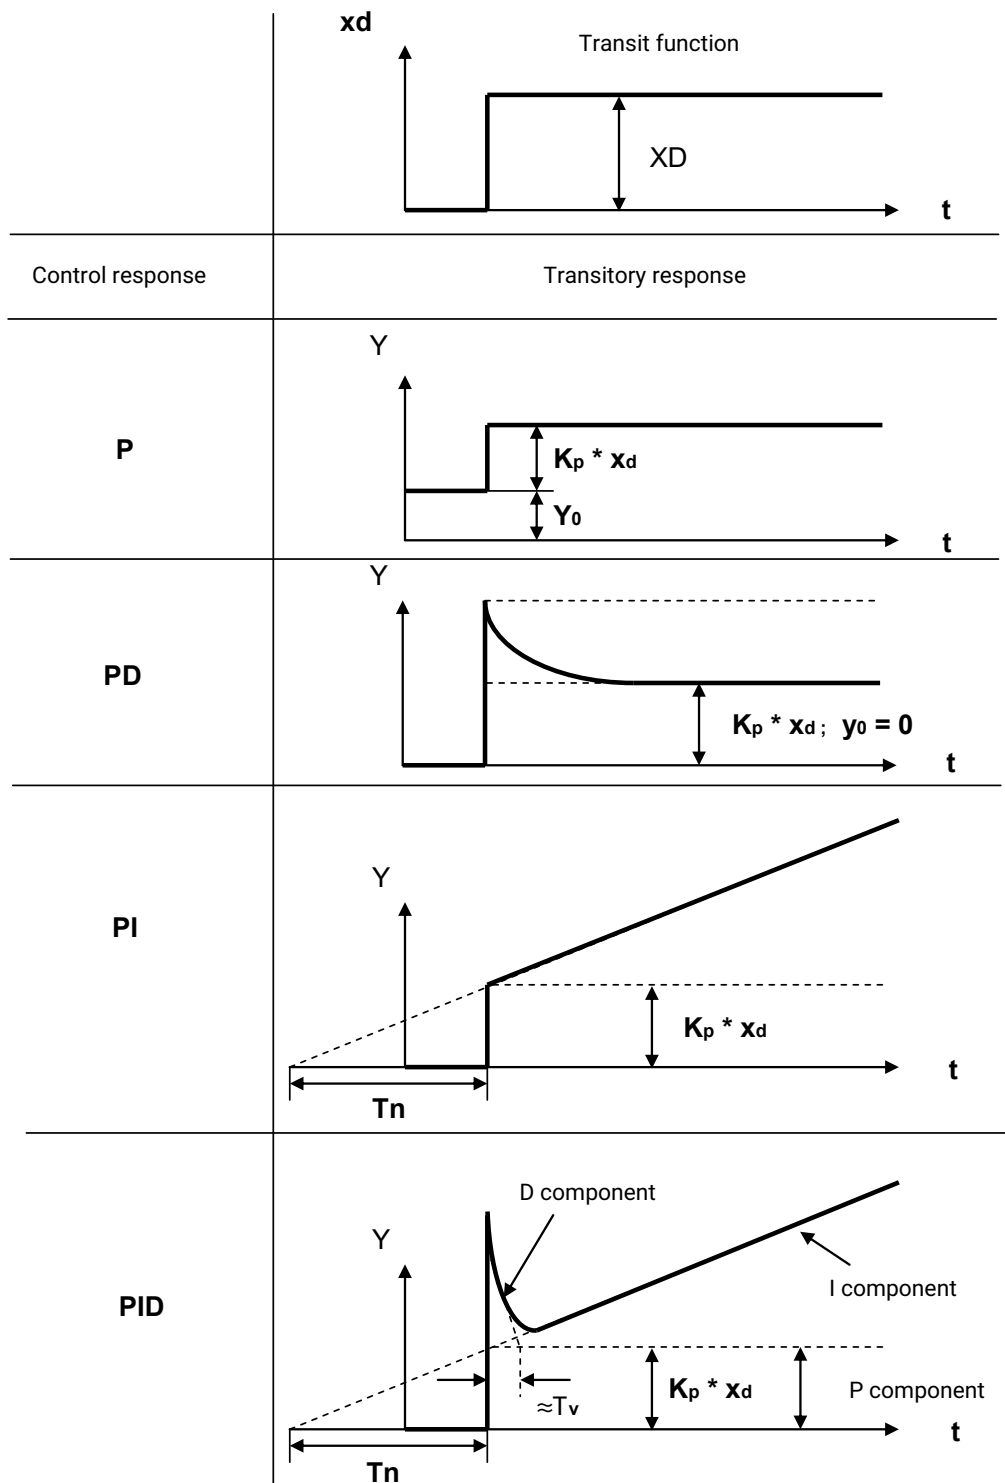 xd
Transit function
XD
t
Control response
Transitory response
Y
P
Kp * xd
Y0
t
Y
PD
Kp * xd ; y0 = 0
t
Y
PI
Kp * xd
t
Tn
D component
Y
I component
PID
Kp * xd
P component
≈Tv
t
Tn